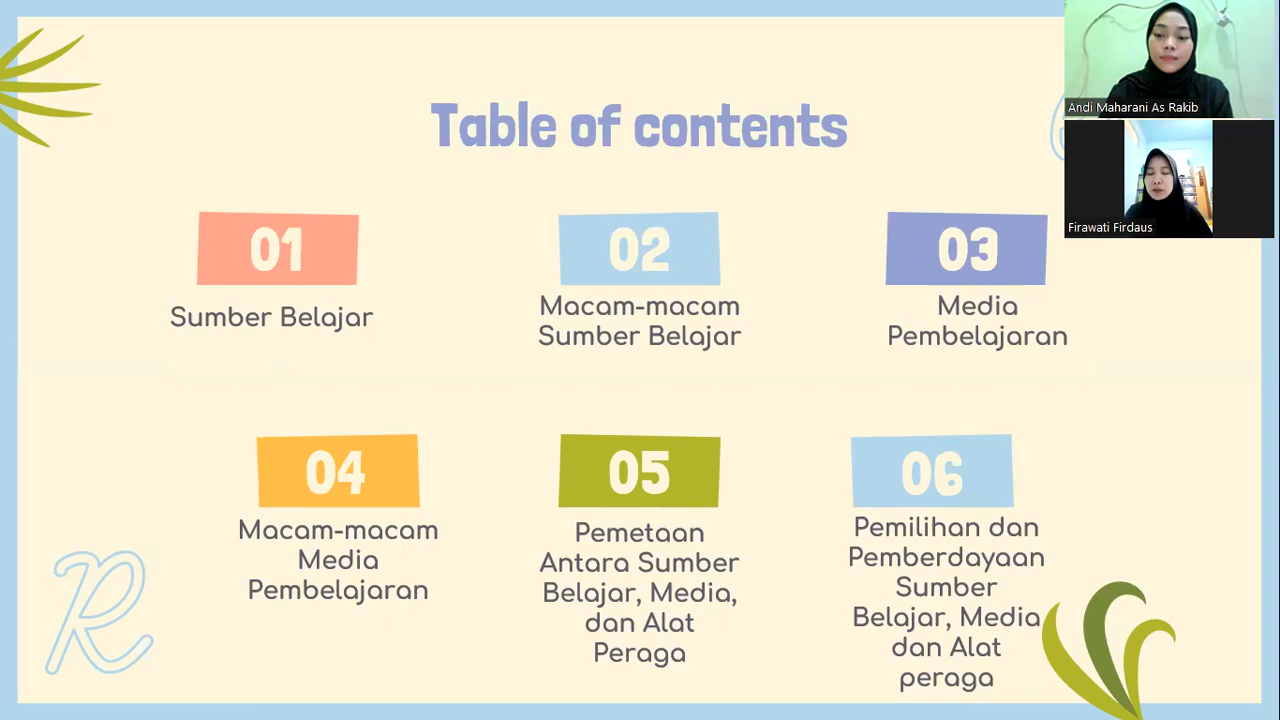 Table of contents
01
Sumber Belajar
02
Macam-macam
Sumber Belajar
03
Media
Pembelajaran
04
Macam-macam
Media
Pembelajaran
05
Pemetaan
Antara Sumber
Belajar, Media,
dan Alat
Peraga
06
Pemilihan dan
Pemberdayaan
Sumber
Belajar, Media
dan Alat
peraga
R
Andi Maharani As Rakib
Firawati Firdaus